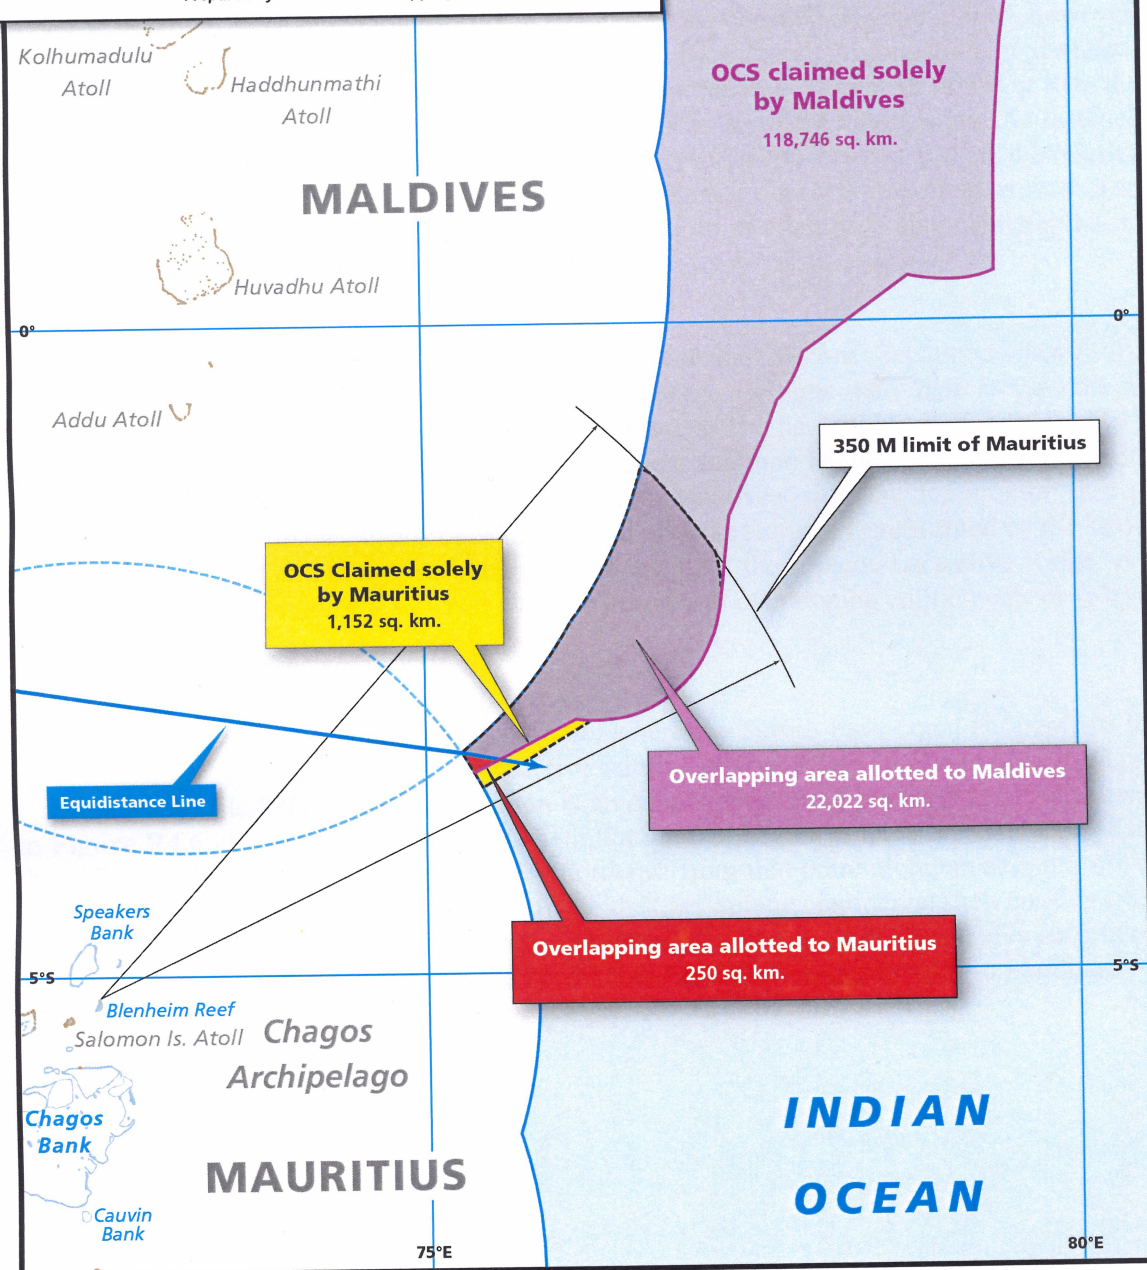 Kolhumadulu
Atoll
Haddhunmathi
Atoll
OCS claimed solely
by Maldives
118,746 sq. km.
MALDIVES
Huvadhu Atoll
0°
0°
Addu Atoll
350 M limit of Mauritius
OCS Claimed solely
by Mauritius
1,152 sq. km.
Overlapping area allotted to Maldives
22,022 sq. km.
Equidistance Line
Speakers
Bank
Overlapping area allotted to Mauritius
250 sq. km.
5°S
5°S
Blenheim Reef
Salomon Is. Atoll
Chagos
Archipelago
Chagos
Bank
INDIAN
OCEAN
MAURITIUS
Cauvin
Bank
75°E
80°E